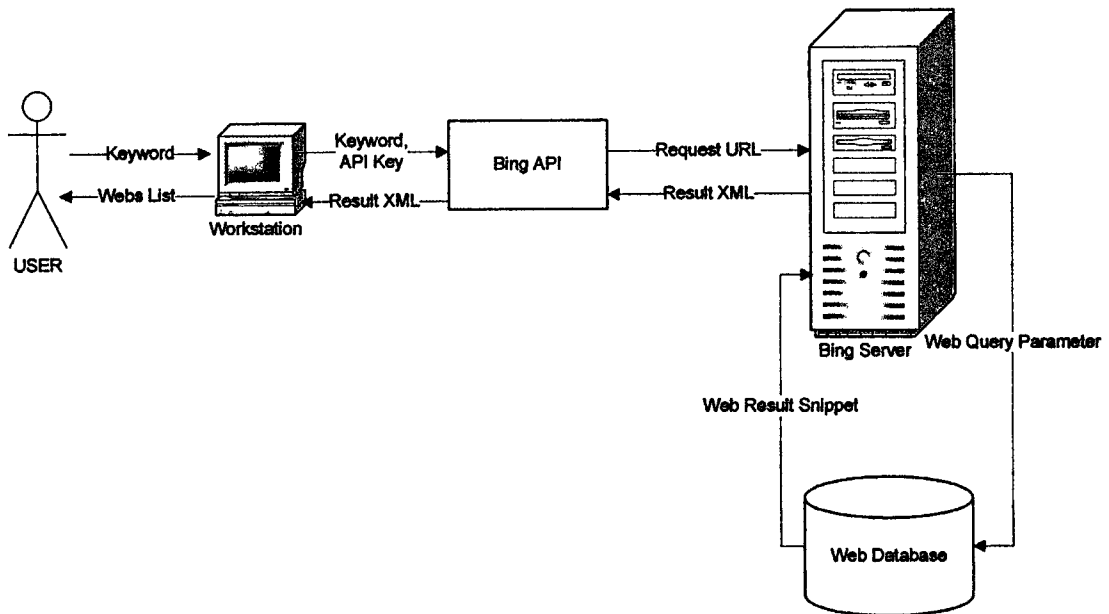 Keyword
Webs List
USER
Workstation
Keyword,
API Key
Result XML
Bing API
Request URL
Result XML
Bing Server
Web Query Parameter
Web Result Snippet
Web Database